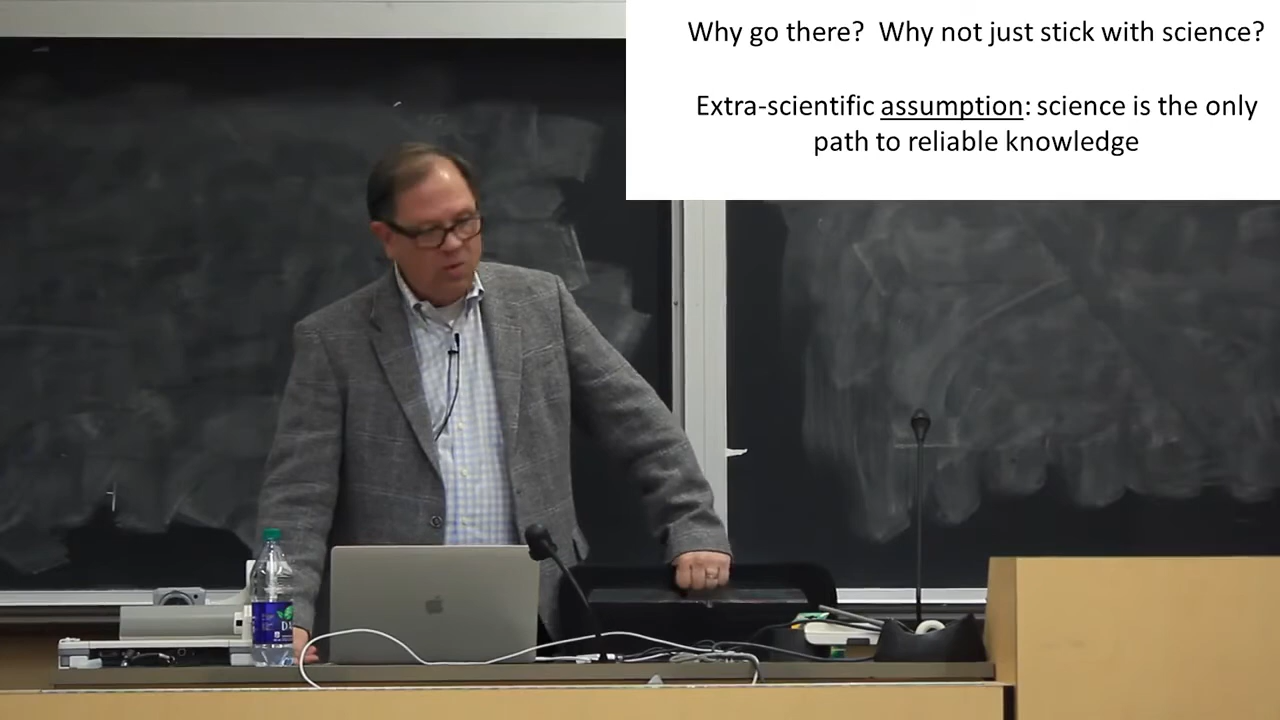 Why go there?  Why not just stick with science?
Extra-scientific assumption: science is the only
path to reliable knowledge